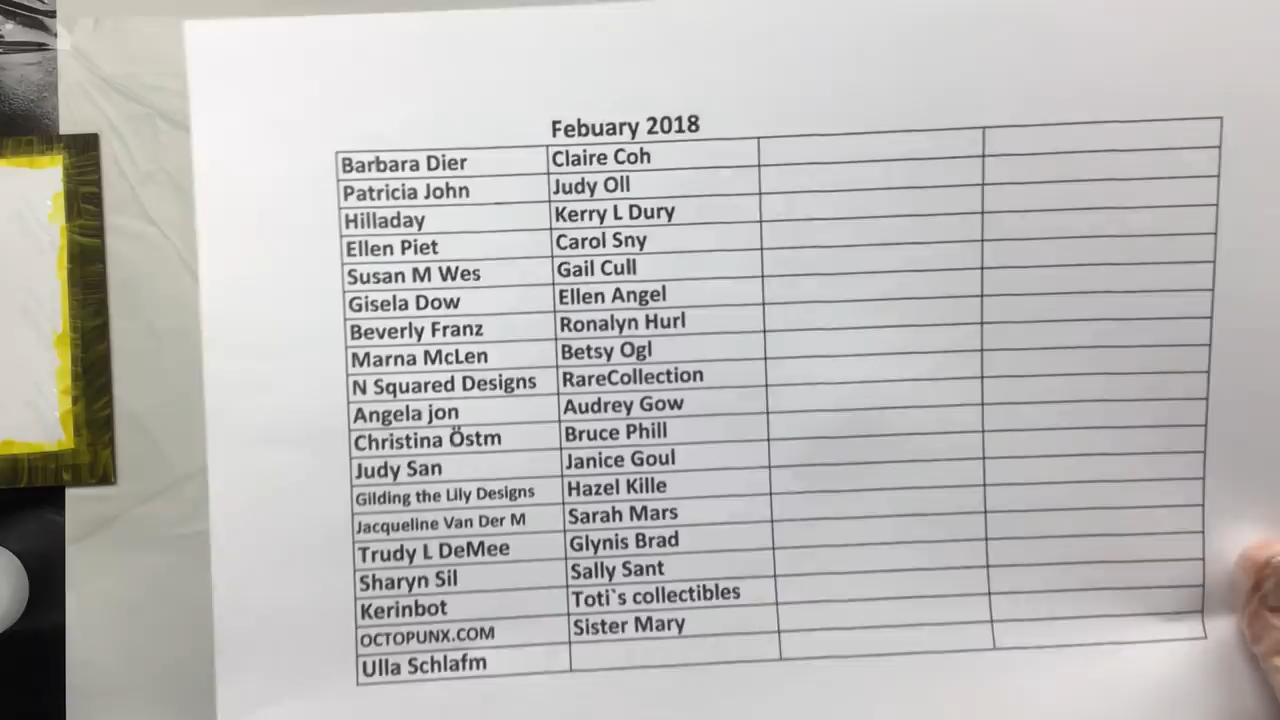 Febuary 2018
Barbara Dier Claire Coh
Patricia John Judy Oll
Hilladay Kerry L Dury
Ellen Piet Carol Sny
Susan M Wes Gail Cull
Gisela Dow Ellen Angel
Beverly Franz Ronalyn Hurl
Marna McLen Betsy Ogl
N Squared Designs RareCollection
Angela jon Audrey Gow
Christina Östm Bruce Phill
Judy San Janice Goul
Gilding the Lily Designs Hazel Kille
Jacqueline Van Der M Sarah Mars
Trudy L DeMee Glynis Brad
Sharyn Sil Sally Sant
Kerinbot Toti`s collectibles
OCTOPUNX.COM Sister Mary
Ulla Schlafm